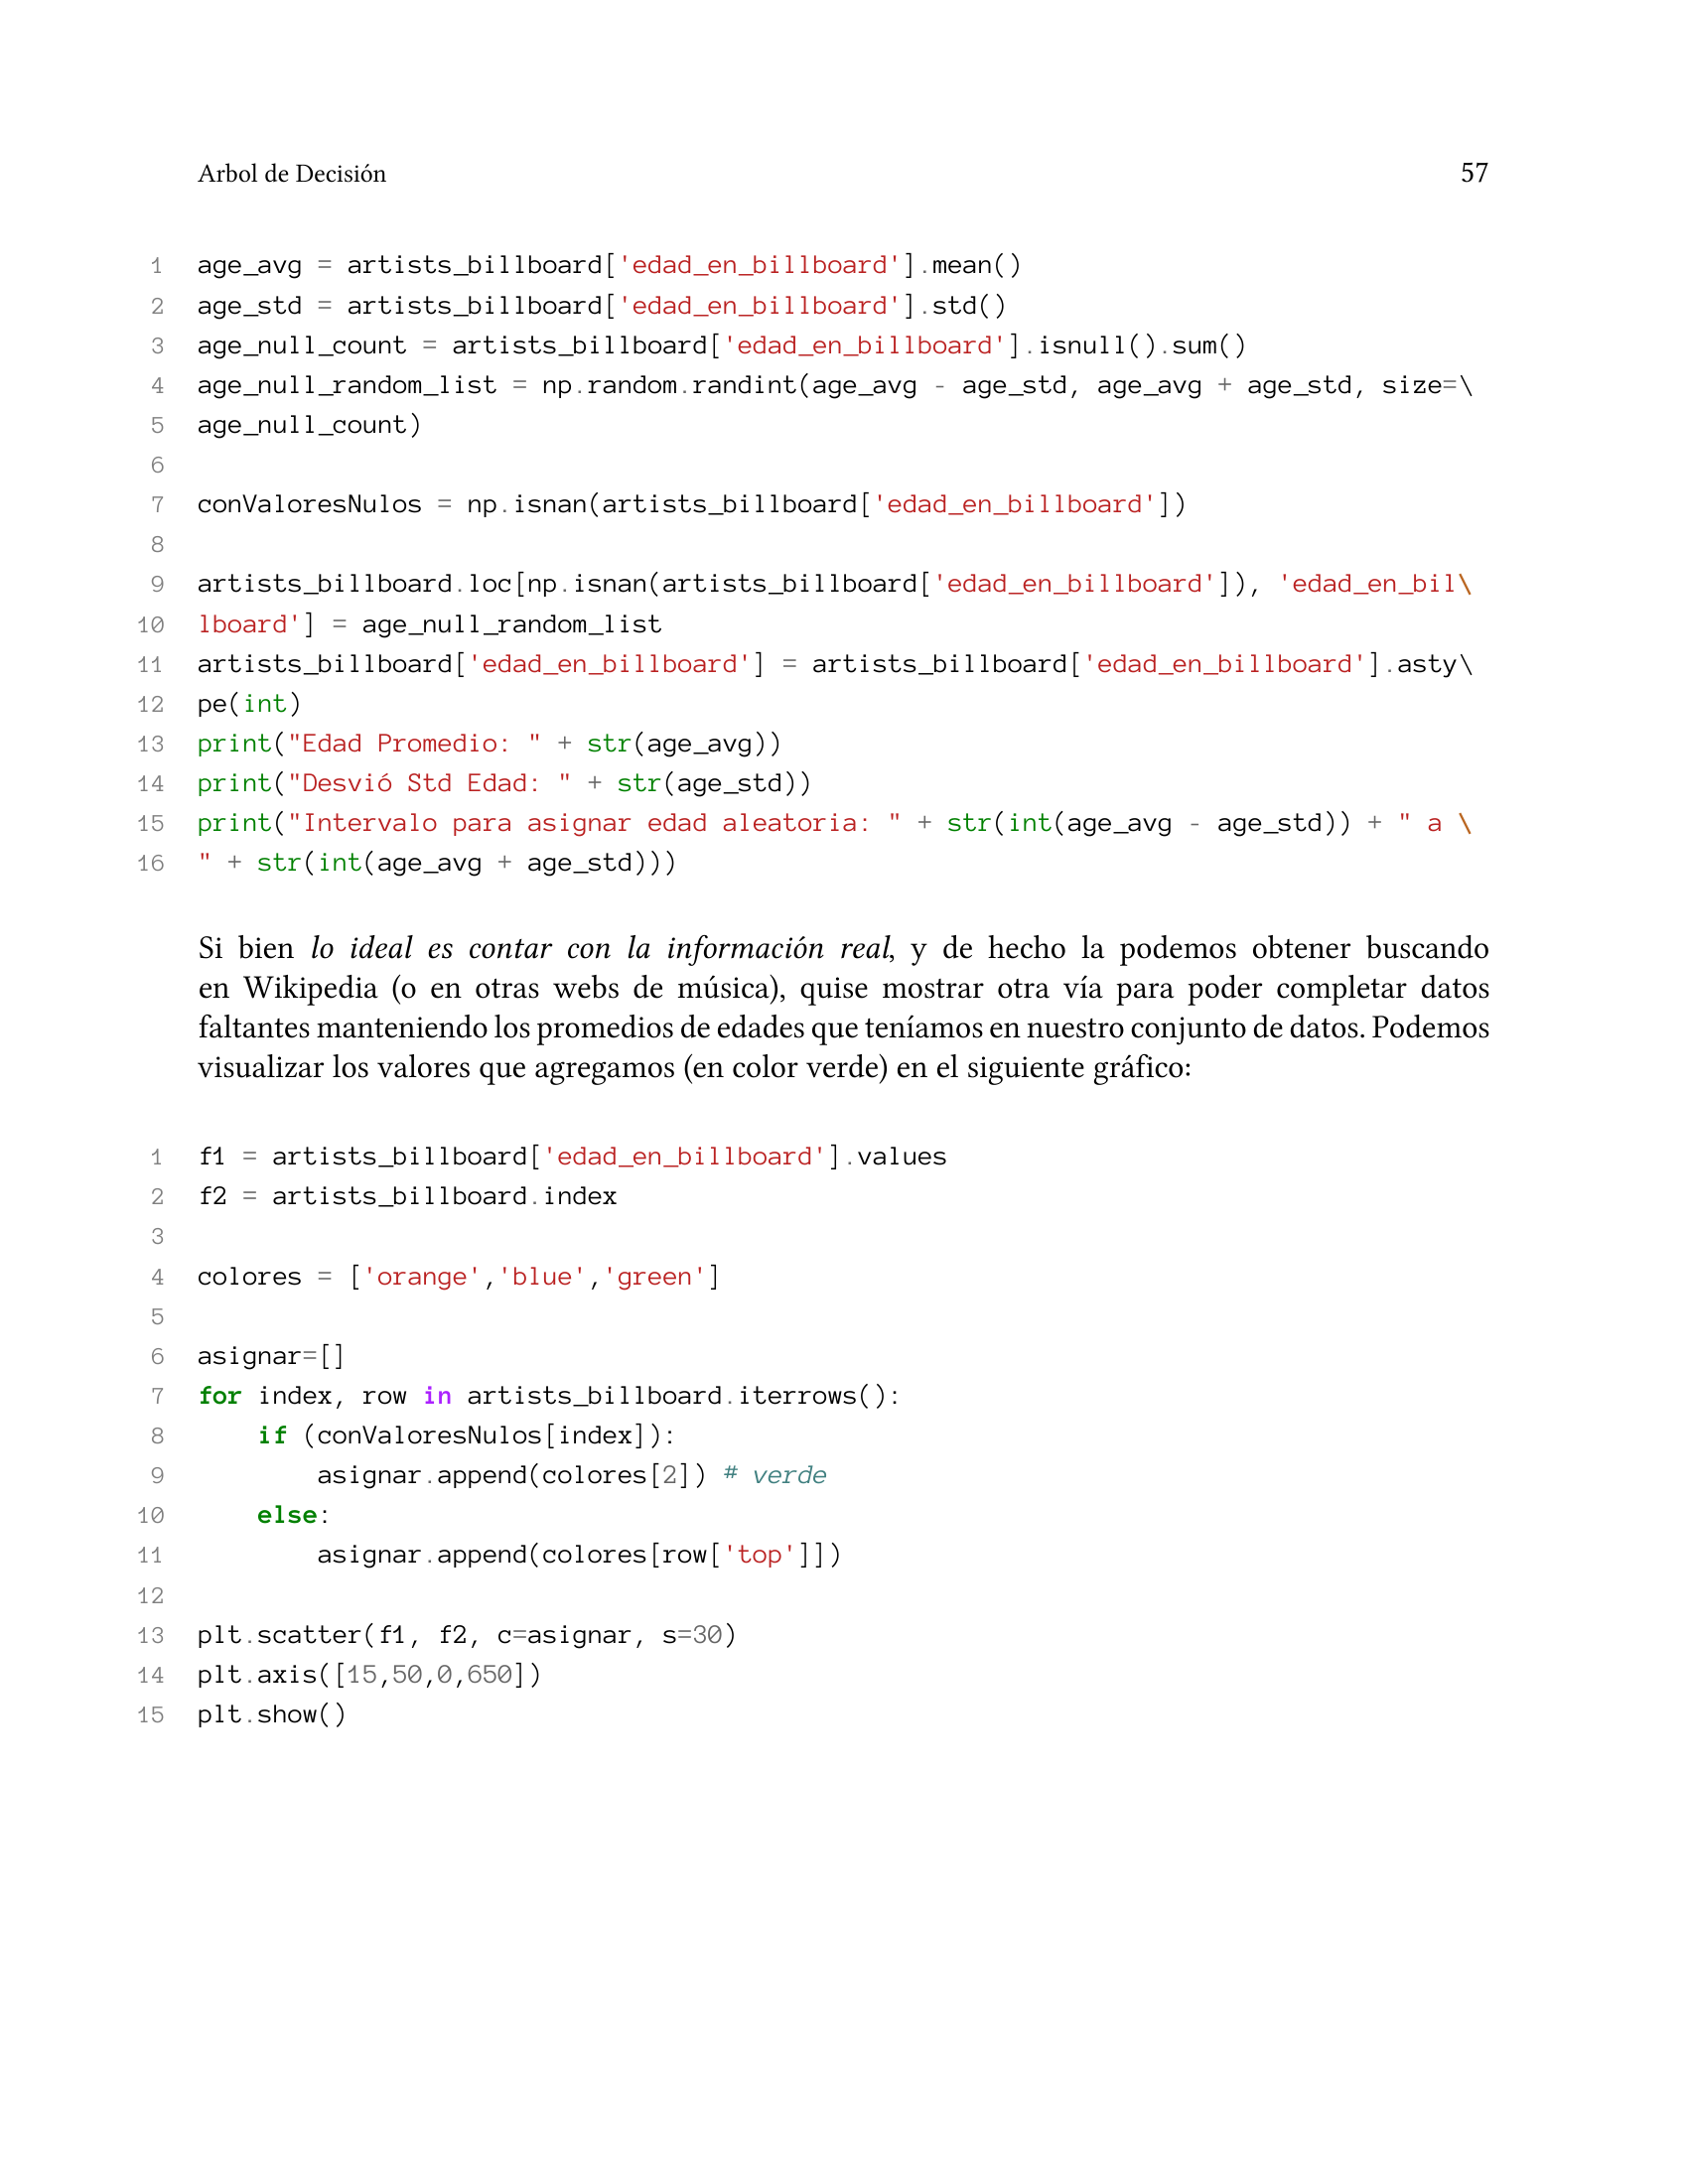 Arbol de Decisión 57
1 age_avg = artists_billboard['edad_en_billboard'].mean()
2 age_std = artists_billboard['edad_en_billboard'].std()
3 age_null_count = artists_billboard['edad_en_billboard'].isnull().sum()
4 age_null_random_list = np.random.randint(age_avg - age_std, age_avg + age_std, size=\
5 age_null_count)
6
7 conValoresNulos = np.isnan(artists_billboard['edad_en_billboard'])
8
9 artists_billboard.loc[np.isnan(artists_billboard['edad_en_billboard']), 'edad_en_bil\
10 lboard'] = age_null_random_list
11 artists_billboard['edad_en_billboard'] = artists_billboard['edad_en_billboard'].asty\
12 pe(int)
13 print("Edad Promedio: " + str(age_avg))
14 print("Desvió Std Edad: " + str(age_std))
15 print("Intervalo para asignar edad aleatoria: " + str(int(age_avg - age_std)) + " a \
16 " + str(int(age_avg + age_std)))
Si bien lo ideal es contar con la información real, y de hecho la podemos obtener buscando
en Wikipedia (o en otras webs de música), quise mostrar otra vía para poder completar datos
faltantes manteniendo los promedios de edades que teníamos en nuestro conjunto de datos. Podemos
visualizar los valores que agregamos (en color verde) en el siguiente gráfico:
1 f1 = artists_billboard['edad_en_billboard'].values
2 f2 = artists_billboard.index
3
4 colores = ['orange','blue','green']
5
6 asignar=[]
7 for index, row in artists_billboard.iterrows():
8     if (conValoresNulos[index]):
9         asignar.append(colores[2]) # verde
10     else:
11         asignar.append(colores[row['top']])
12
13 plt.scatter(f1, f2, c=asignar, s=30)
14 plt.axis([15,50,0,650])
15 plt.show()